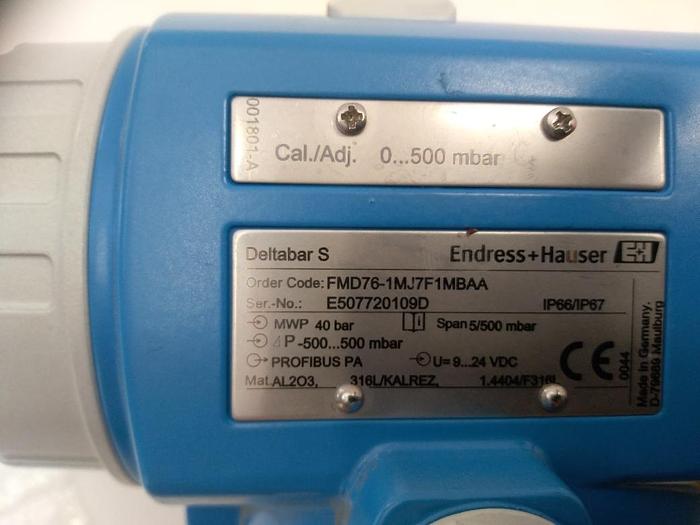 001801-A
Cal./Adj. 0...500 mbar
Deltabar S Endress+Hauser E+H
Order Code: FMD76-1MJ7F1MBAA
Ser.-No.: E507720109D IP66/IP67
MWP 40 bar Span 5/500 mbar
P -500...500 mbar
PROFIBUS PA U= 9...24 VDC
Mat. AL2O3, 316L/KALREZ, 1.4404/F316L
CE 0044
Made in Germany.
D-79689 Maulburg